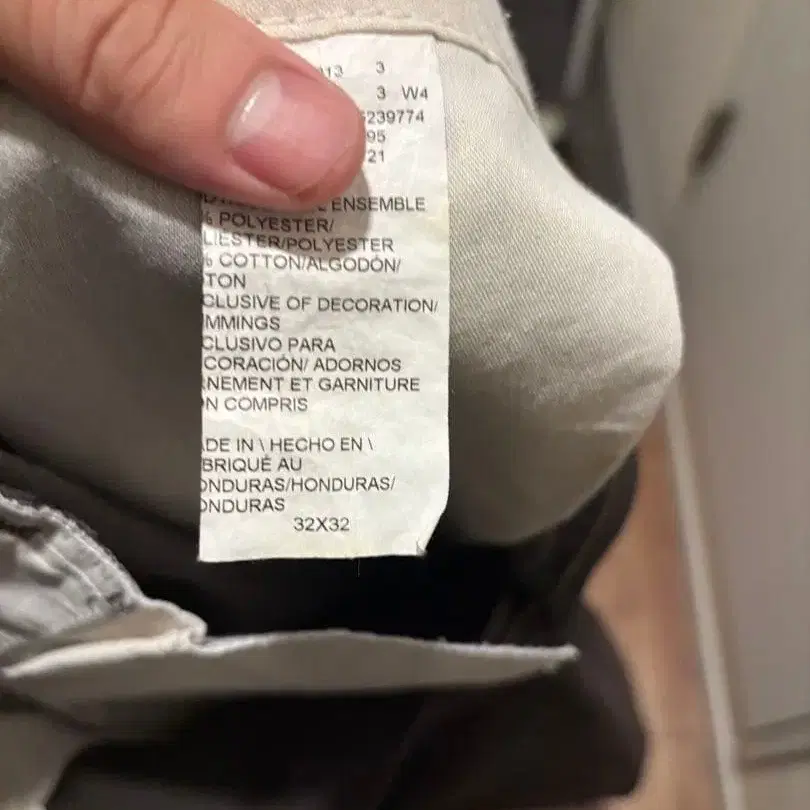 13 3
3 W4
239774
95
21
ENSEMBLE
% POLYESTER/
LIESTER/POLYESTER
% COTTON/ALGODÓN/
TON
CLUSIVE OF DECORATION/
MMINGS
CLUSIVO PARA
CORACIÓN/ ADORNOS
NEMENT ET GARNITURE
N COMPRIS
DE IN \ HECHO EN \
BRIQUÉ AU
ONDURAS/HONDURAS/
ONDURAS
32X32